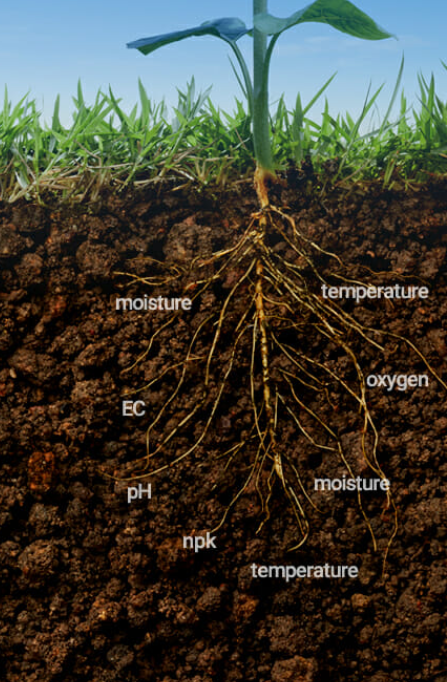 temperature
moisture
oxygen
EC
moisture
pH
npk
temperature